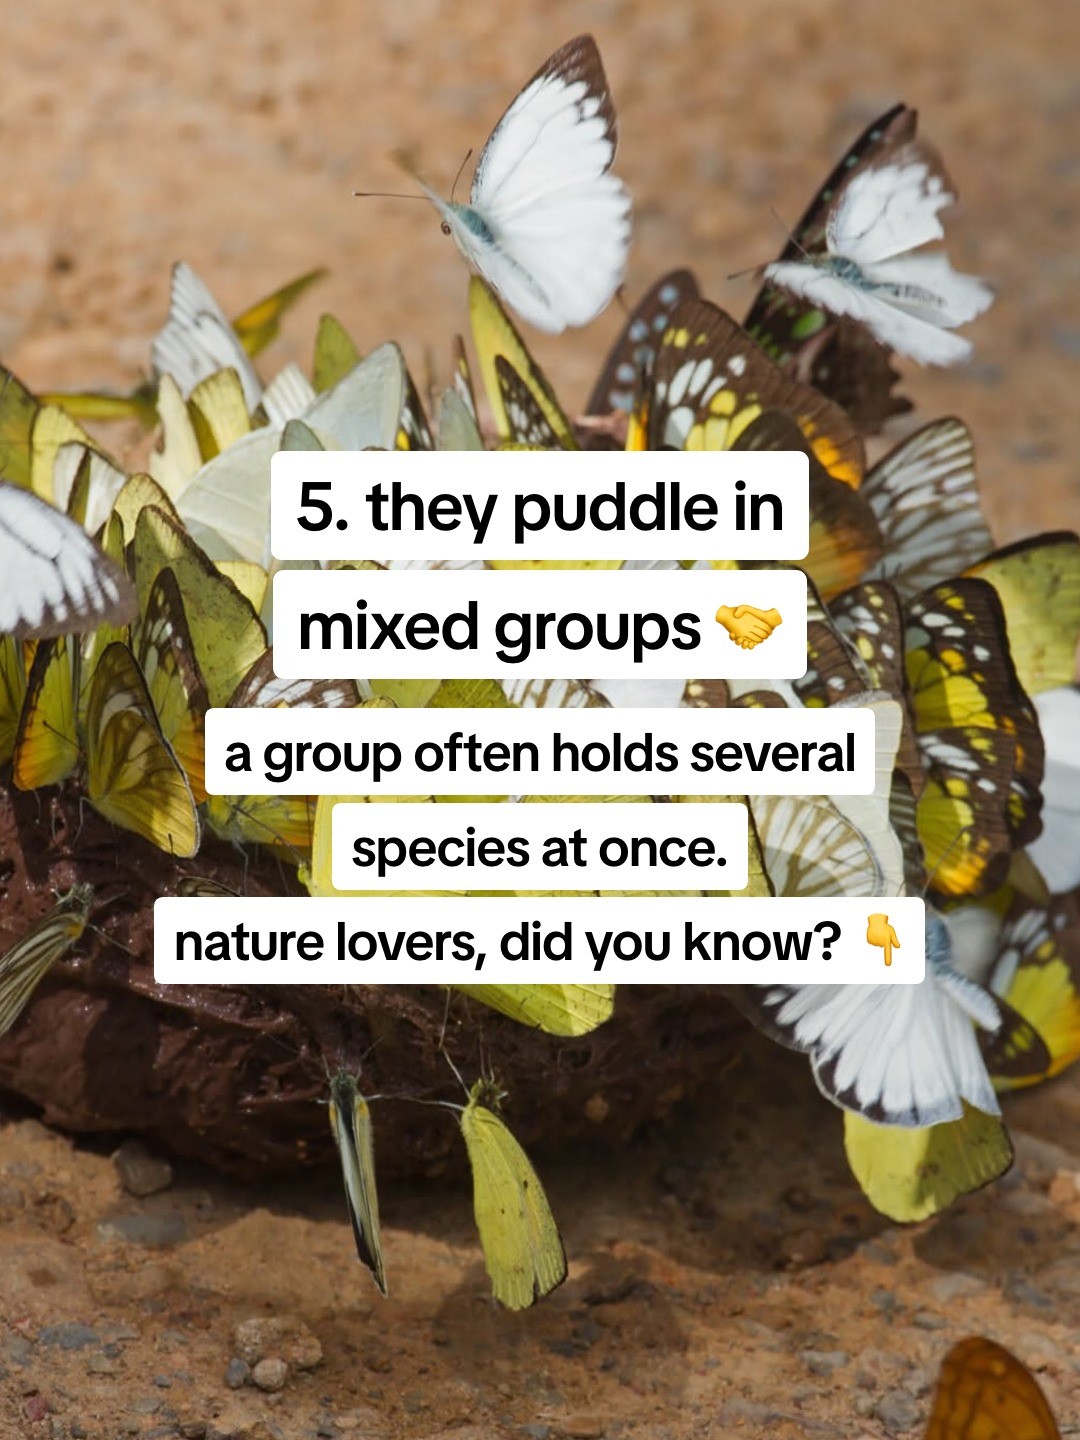 5. they puddle in
mixed groups 🤝
a group often holds several
species at once.
nature lovers, did you know? 👇